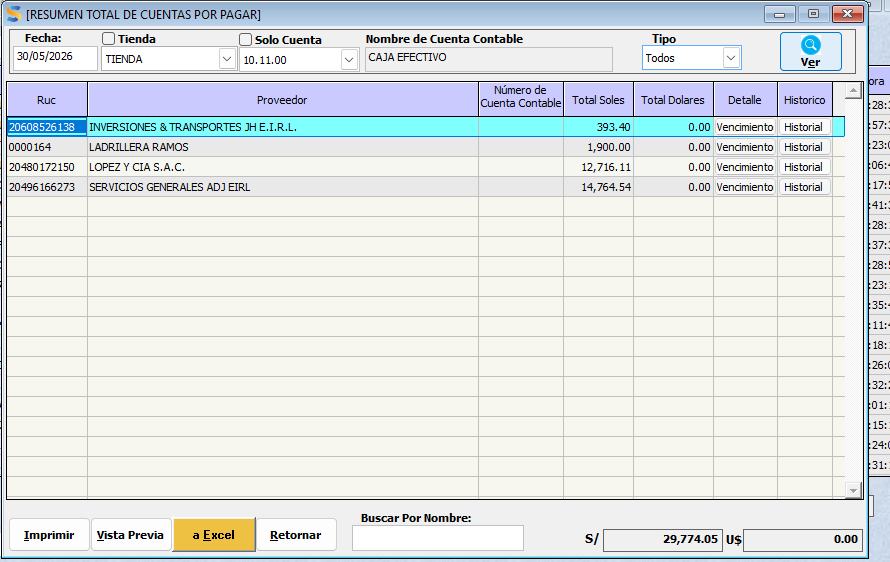 [RESUMEN TOTAL DE CUENTAS POR PAGAR]
Fecha: Tienda Solo Cuenta Nombre de Cuenta Contable Tipo
30/05/2026 TIENDA 10.11.00 CAJA EFECTIVO Todos Ver
Ruc Proveedor Número de Cuenta Contable Total Soles Total Dolares Detalle Historico
20608526138 INVERSIONES & TRANSPORTES JH E.I.R.L. 393.40 0.00 Vencimiento Historial
0000164 LADRILLERA RAMOS 1,900.00 0.00 Vencimiento Historial
20480172150 LOPEZ Y CIA S.A.C. 12,716.11 0.00 Vencimiento Historial
20496166273 SERVICIOS GENERALES ADJ EIRL 14,764.54 0.00 Vencimiento Historial
Imprimir Vista Previa a Excel Retornar
Buscar Por Nombre:
S/ 29,774.05 U$ 0.00